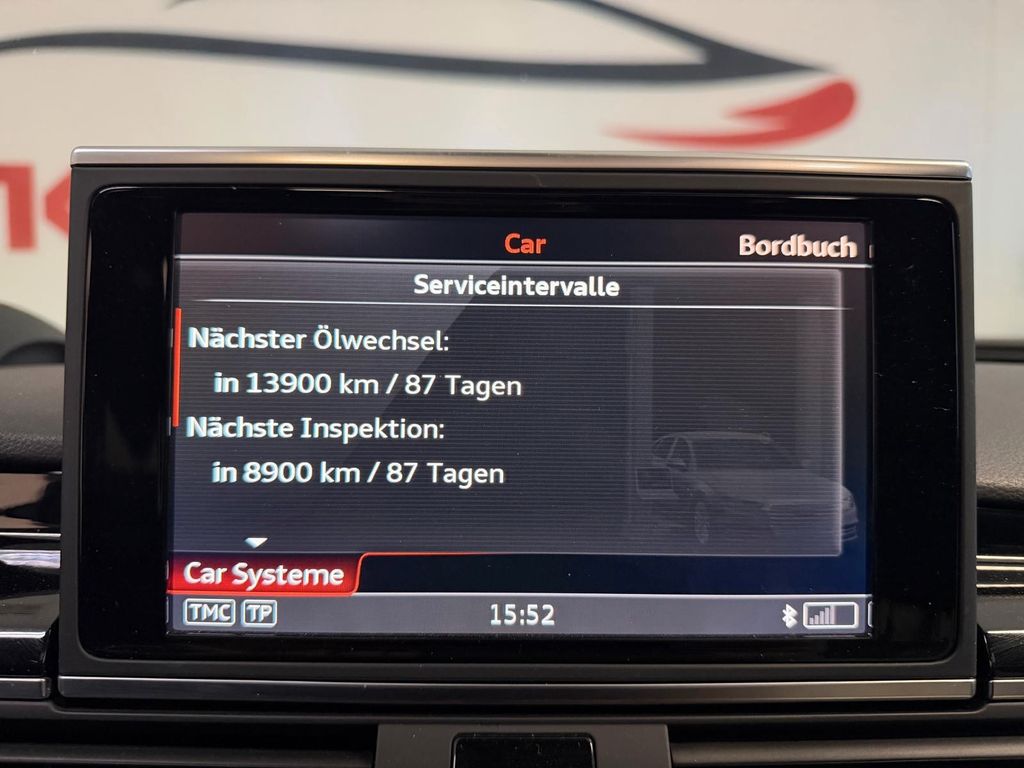 Car
Bordbuch
Serviceintervalle
Nächster Ölwechsel:
in 13900 km / 87 Tagen
Nächste Inspektion:
in 8900 km / 87 Tagen
Car Systeme
TMC TP
15:52